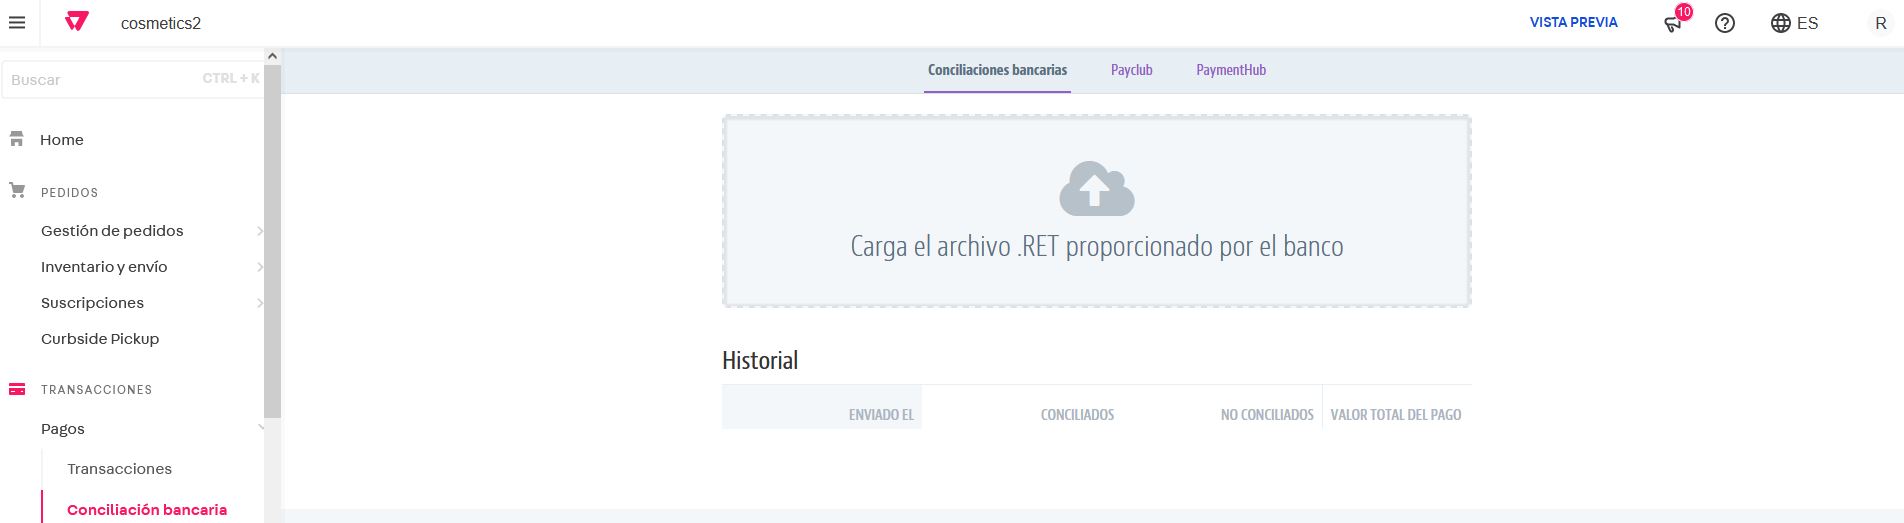 cosmetics2
VISTA PREVIA
10
ES
R
Buscar
CTRL + K
Home
PEDIDOS
Gestión de pedidos
Inventario y envío
Suscripciones
Curbside Pickup
TRANSACCIONES
Pagos
Transacciones
Conciliación bancaria
Conciliaciones bancarias
Payclub
PaymentHub
Carga el archivo .RET proporcionado por el banco
Historial
ENVIADO EL
CONCILIADOS
NO CONCILIADOS
VALOR TOTAL DEL PAGO